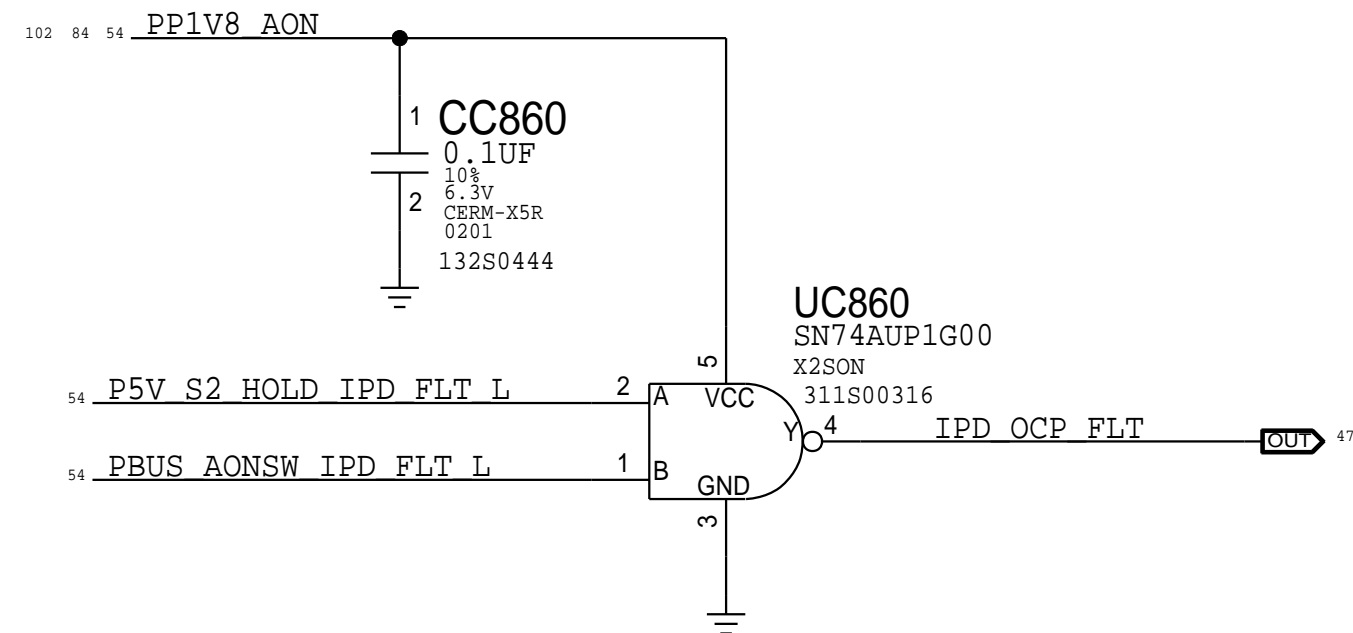 102 84 54 PP1V8_AON
1 CC860
0.1UF
10%
6.3V
2 CERM-X5R
0201
132S0444
UC860
SN74AUP1G00
X2SON
311S00316
5
54 P5V_S2_HOLD_IPD_FLT_L 2 A VCC
Y 4 IPD_OCP_FLT OUT 47
54 PBUS_AONSW_IPD_FLT_L 1 B
GND
3